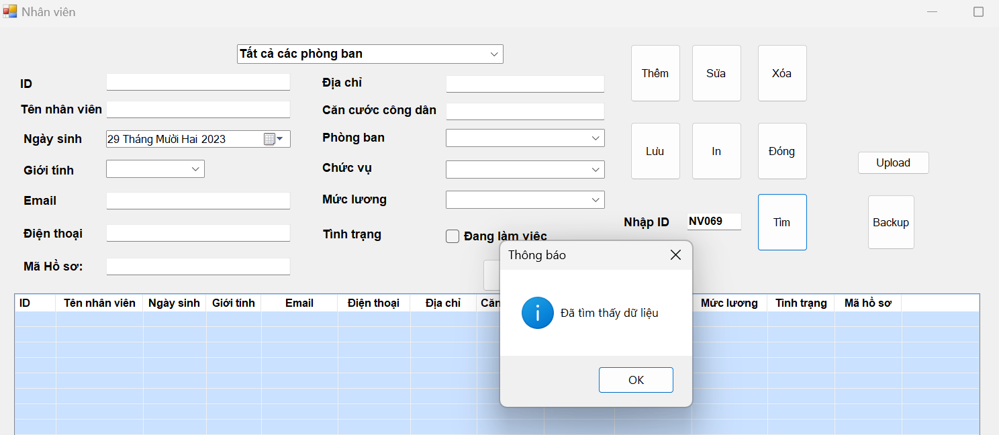 Nhân viên
Tất cả các phòng ban
Thêm
Sửa
Xóa
ID
Địa chỉ
Tên nhân viên
Căn cước công dân
Ngày sinh
29 Tháng Mười Hai 2023
Phòng ban
Lưu
In
Đóng
Upload
Giới tính
Chức vụ
Email
Mức lương
Nhập ID
NV069
Tìm
Backup
Điện thoại
Tình trạng
Đang làm việc
Mã Hồ sơ:
Thông báo
Đã tìm thấy dữ liệu
OK
ID Tên nhân viên Ngày sinh Giới tính Email Điện thoại Địa chỉ Căn Mức lương Tình trạng Mã hồ sơ